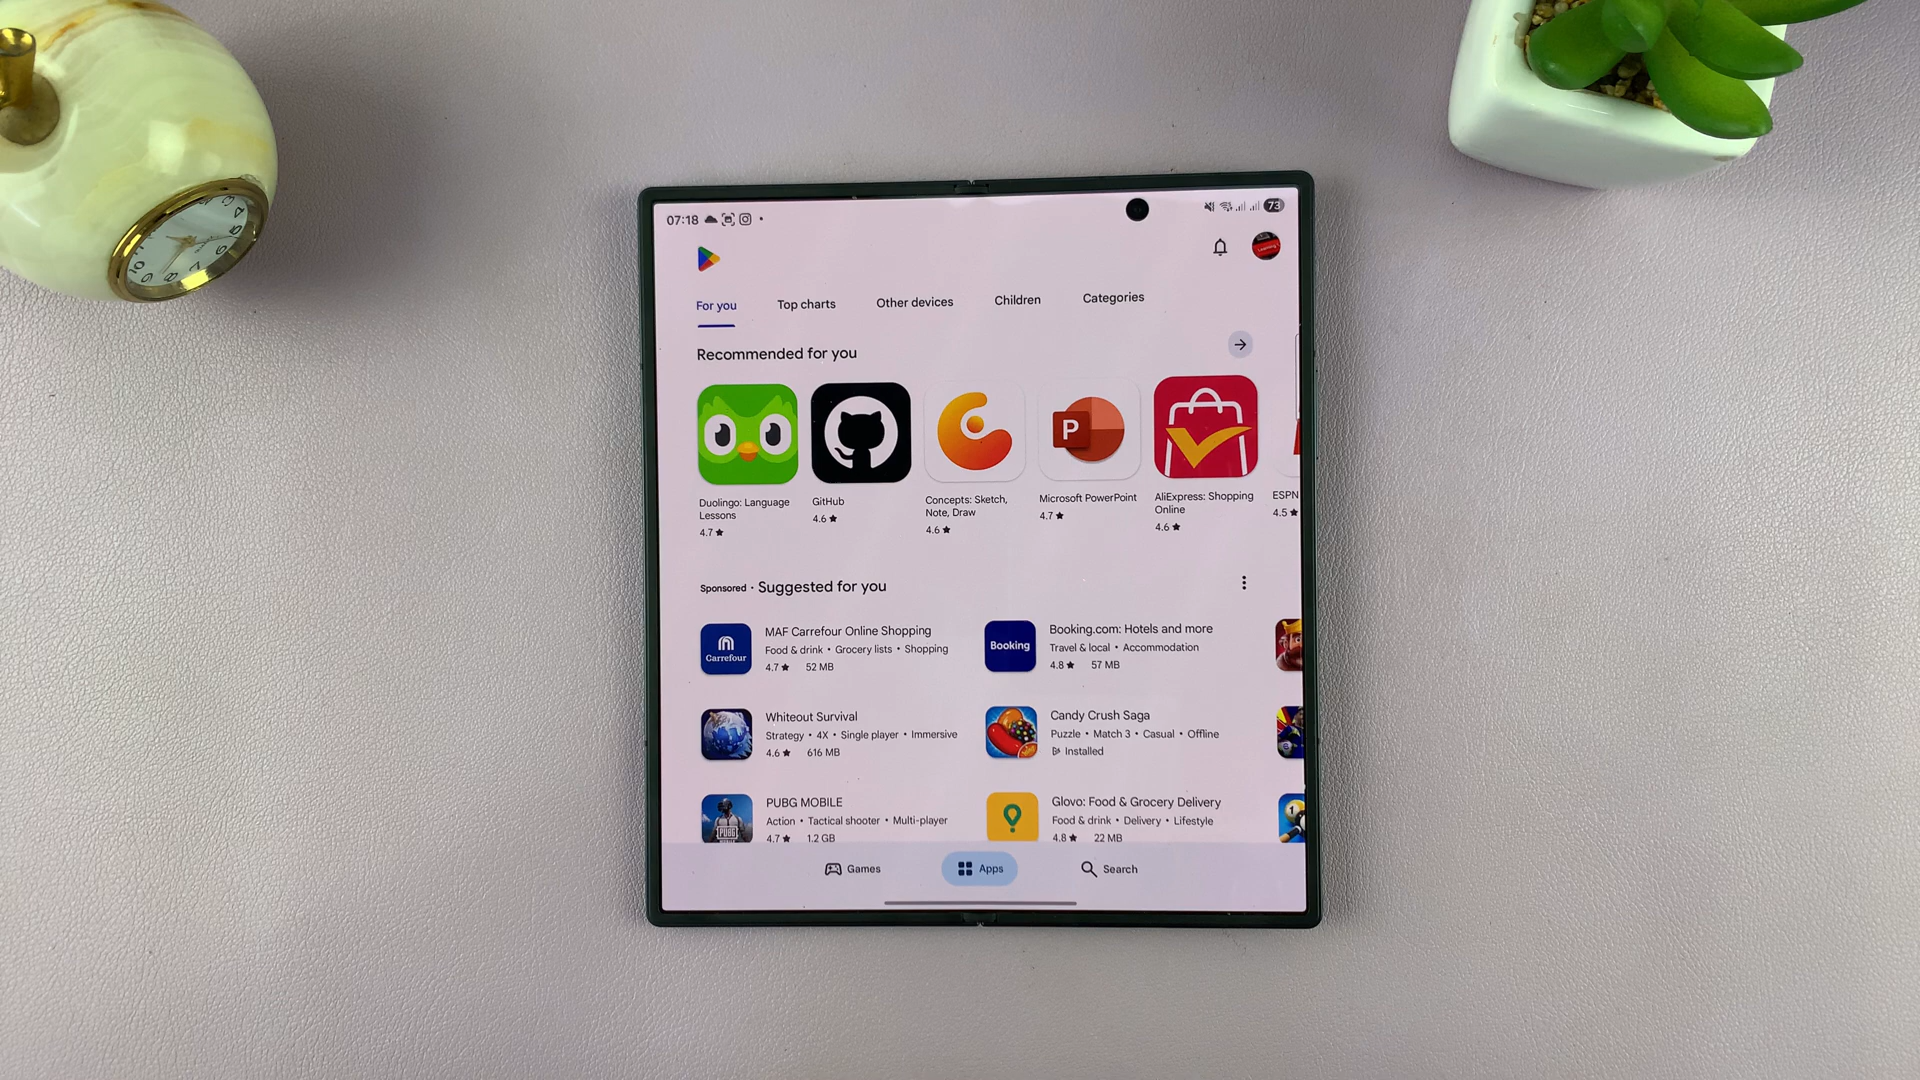 07:18
73
For you
Top charts
Other devices
Children
Categories
Recommended for you
Duolingo: Language
Lessons
4.7 ★
GitHub
4.6 ★
Concepts: Sketch,
Note, Draw
4.6 ★
P
Microsoft PowerPoint
4.7 ★
AliExpress: Shopping
Online
4.6 ★
ESPN
4.5 ★
Sponsored · Suggested for you
Carrefour
MAF Carrefour Online Shopping
Food & drink • Grocery lists • Shopping
4.7 ★ 52 MB
Booking
Booking.com: Hotels and more
Travel & local • Accommodation
4.8 ★ 57 MB
Whiteout Survival
Strategy • 4X • Single player • Immersive
4.6 ★ 616 MB
Candy Crush Saga
Puzzle • Match 3 • Casual • Offline
Installed
PUBG
PUBG MOBILE
Action • Tactical shooter • Multi-player
4.7 ★ 1.2 GB
Glovo: Food & Grocery Delivery
Food & drink • Delivery • Lifestyle
4.8 ★ 22 MB
1
Games
Apps
Search